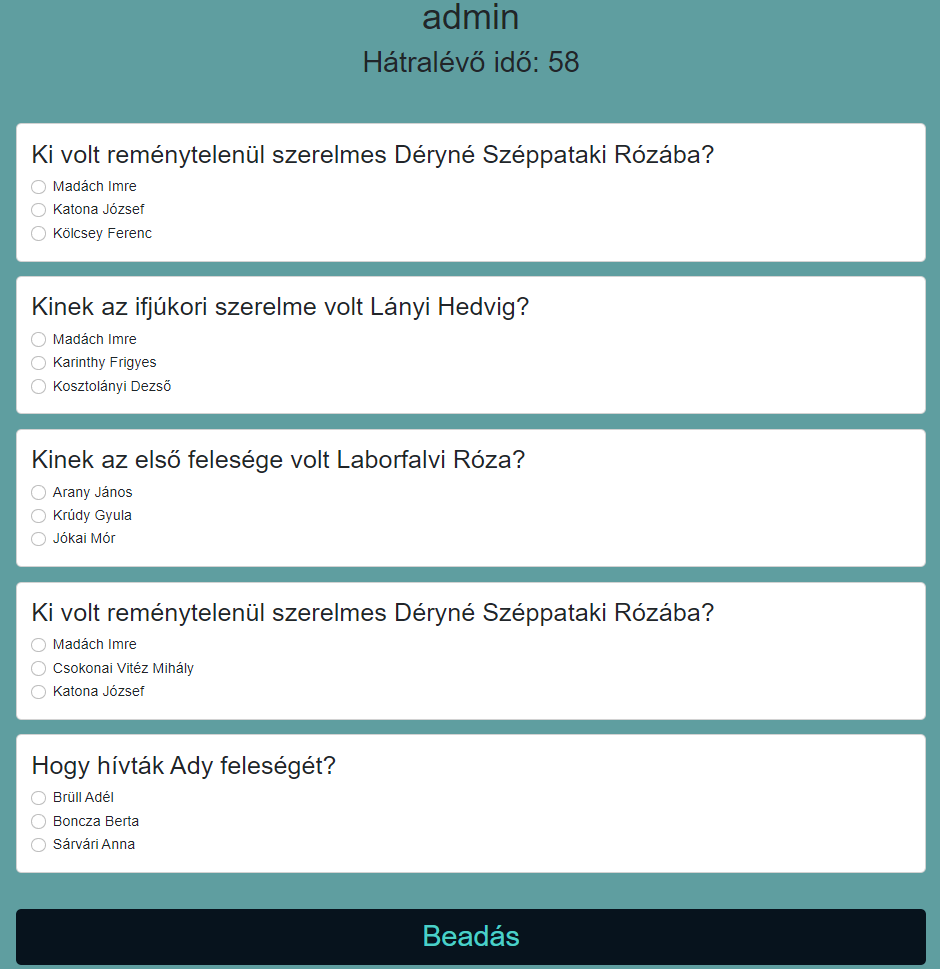 admin
Hátralévő idő: 58
Ki volt reménytelenül szerelmes Déryné Széppataki Rózába?
Madách Imre
Katona József
Kölcsey Ferenc
Kinek az ifjúkori szerelme volt Lányi Hedvig?
Madách Imre
Karinthy Frigyes
Kosztolányi Dezső
Kinek az első felesége volt Laborfalvi Róza?
Arany János
Krúdy Gyula
Jókai Mór
Ki volt reménytelenül szerelmes Déryné Széppataki Rózába?
Madách Imre
Csokonai Vitéz Mihály
Katona József
Hogy hívták Ady feleségét?
Brüll Adél
Boncza Berta
Sárvári Anna
Beadás